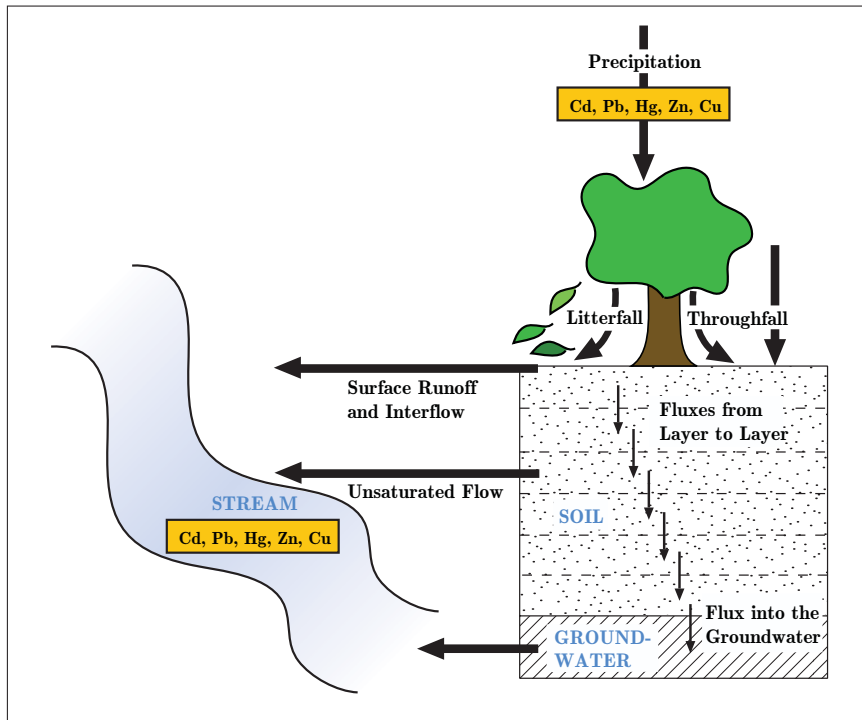 Precipitation
Cd, Pb, Hg, Zn, Cu
Litterfall
Throughfall
Surface Runoff
and Interflow
Fluxes from
Layer to Layer
Unsaturated Flow
STREAM
Cd, Pb, Hg, Zn, Cu
SOIL
Flux into the
Groundwater
GROUND-
WATER